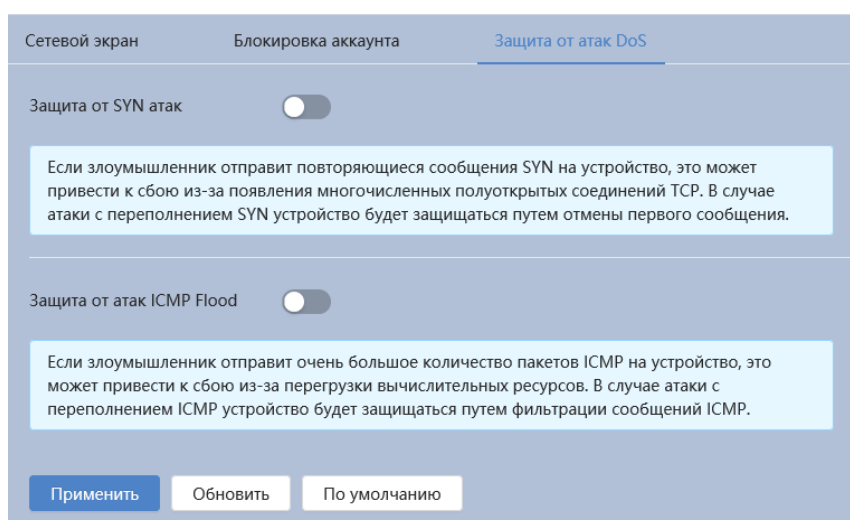 Сетевой экран Блокировка аккаунта Защита от атак DoS
Защита от SYN атак
Если злоумышленник отправит повторяющиеся сообщения SYN на устройство, это может
привести к сбою из-за появления многочисленных полуоткрытых соединений TCP. В случае
атаки с переполнением SYN устройство будет защищаться путем отмены первого сообщения.
Защита от атак ICMP Flood
Если злоумышленник отправит очень большое количество пакетов ICMP на устройство, это
может привести к сбою из-за перегрузки вычислительных ресурсов. В случае атаки с
переполнением ICMP устройство будет защищаться путем фильтрации сообщений ICMP.
Применить Обновить По умолчанию